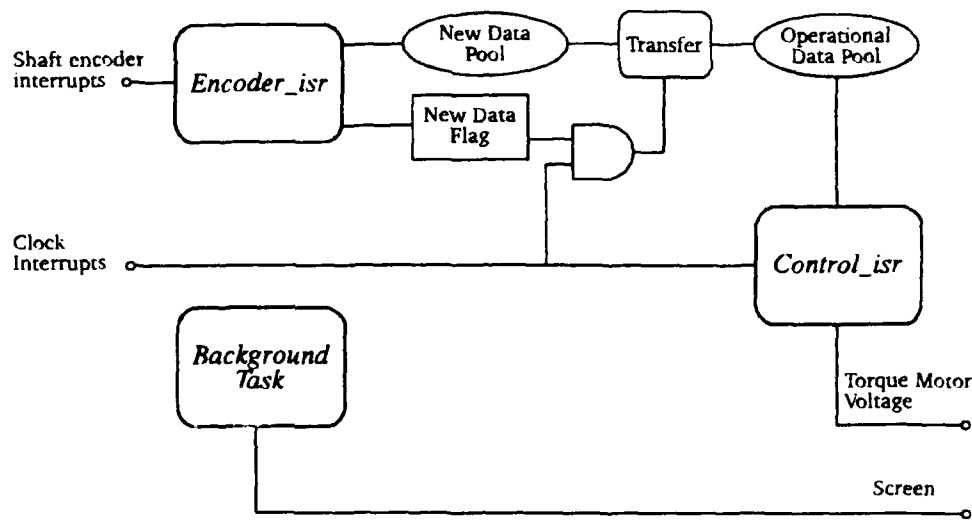 New Data
Pool
Transfer
Operational
Data Pool
Shaft encoder
interrupts
Encoder_isr
New Data
Flag
Clock
Interrupts
Control_isr
Background
Task
Torque Motor
Voltage
Screen